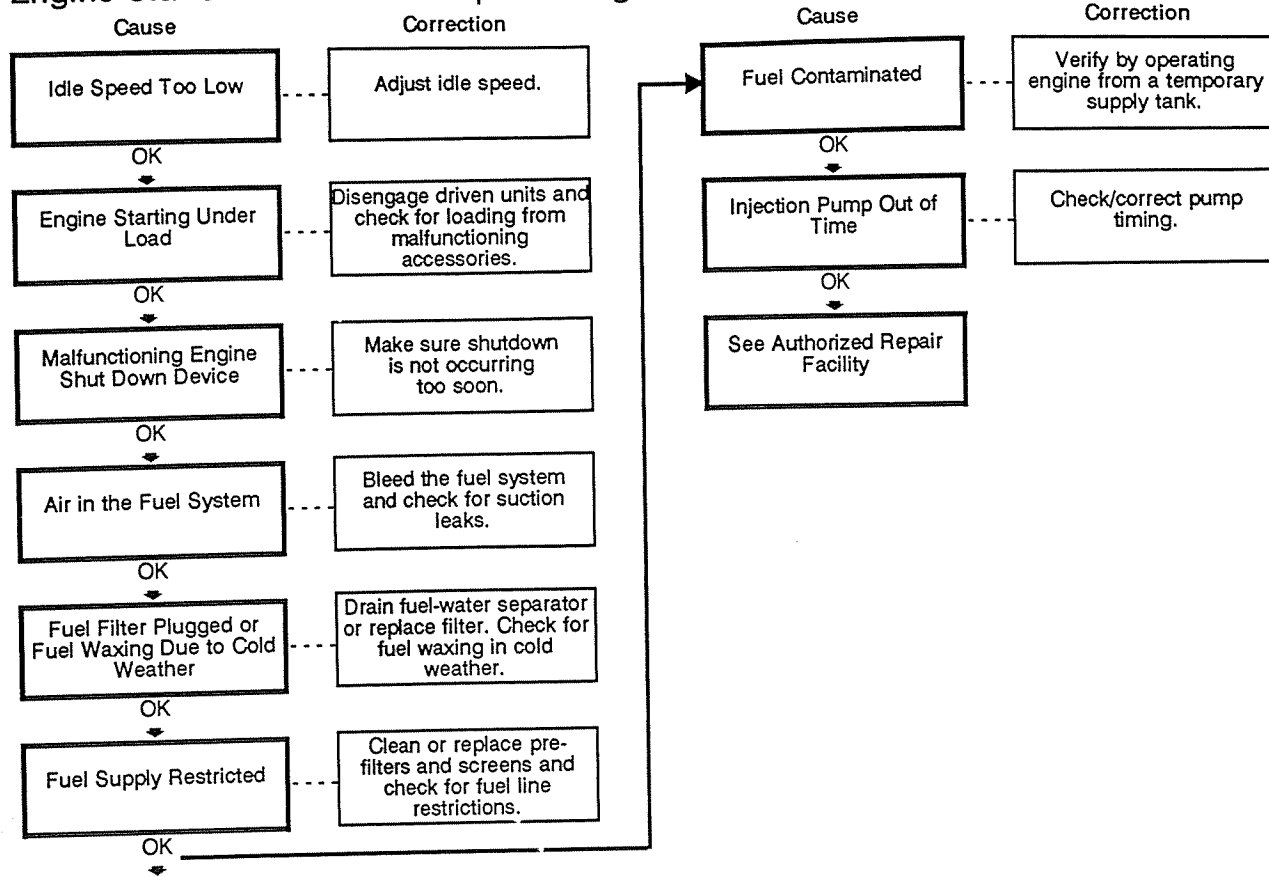 Cause
Correction
Idle Speed Too Low
Adjust idle speed.
OK
Engine Starting Under
Load
Disengage driven units and
check for loading from
malfunctioning
accessories.
OK
Malfunctioning Engine
Shut Down Device
Make sure shutdown
is not occurring
too soon.
OK
Air in the Fuel System
Bleed the fuel system
and check for suction
leaks.
OK
Fuel Filter Plugged or
Fuel Waxing Due to Cold
Weather
Drain fuel-water separator
or replace filter. Check for
fuel waxing in cold
weather.
OK
Fuel Supply Restricted
Clean or replace pre-
filters and screens and
check for fuel line
restrictions.
OK
Cause
Correction
Fuel Contaminated
Verify by operating
engine from a temporary
supply tank.
OK
Injection Pump Out of
Time
Check/correct pump
timing.
OK
See Authorized Repair
Facility